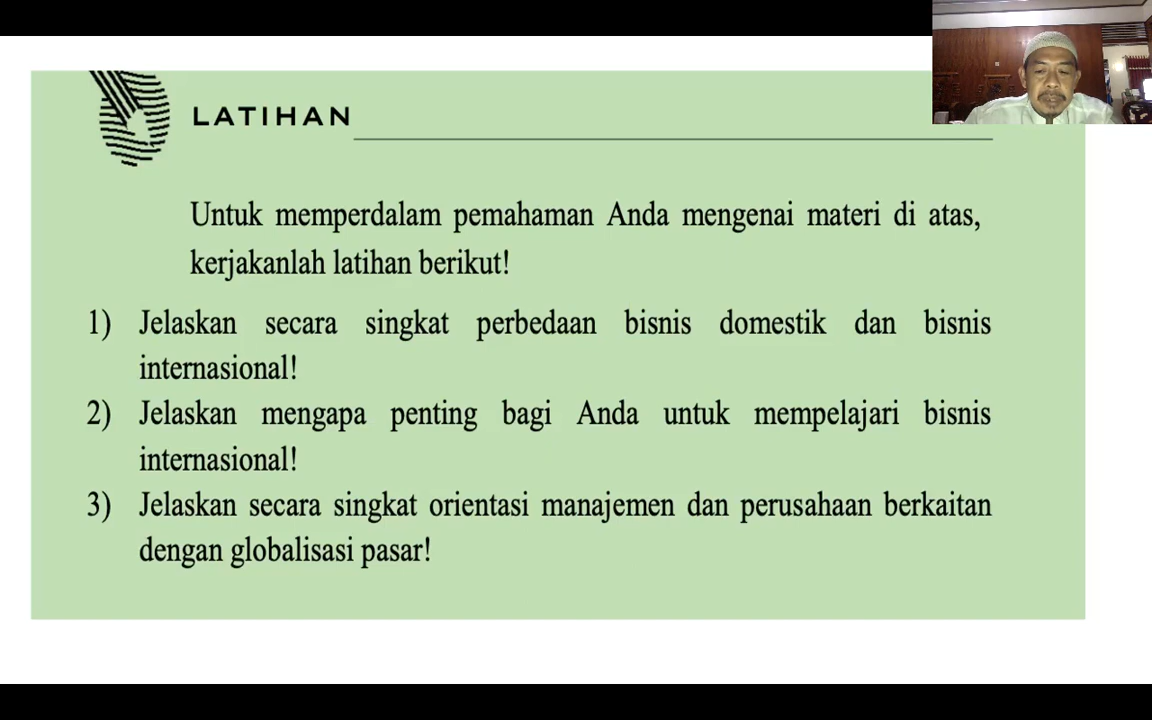 LATIHAN
Untuk memperdalam pemahaman Anda mengenai materi di atas,
kerjakanlah latihan berikut!
1) Jelaskan secara singkat perbedaan bisnis domestik dan bisnis
internasional!
2) Jelaskan mengapa penting bagi Anda untuk mempelajari bisnis
internasional!
3) Jelaskan secara singkat orientasi manajemen dan perusahaan berkaitan
dengan globalisasi pasar!